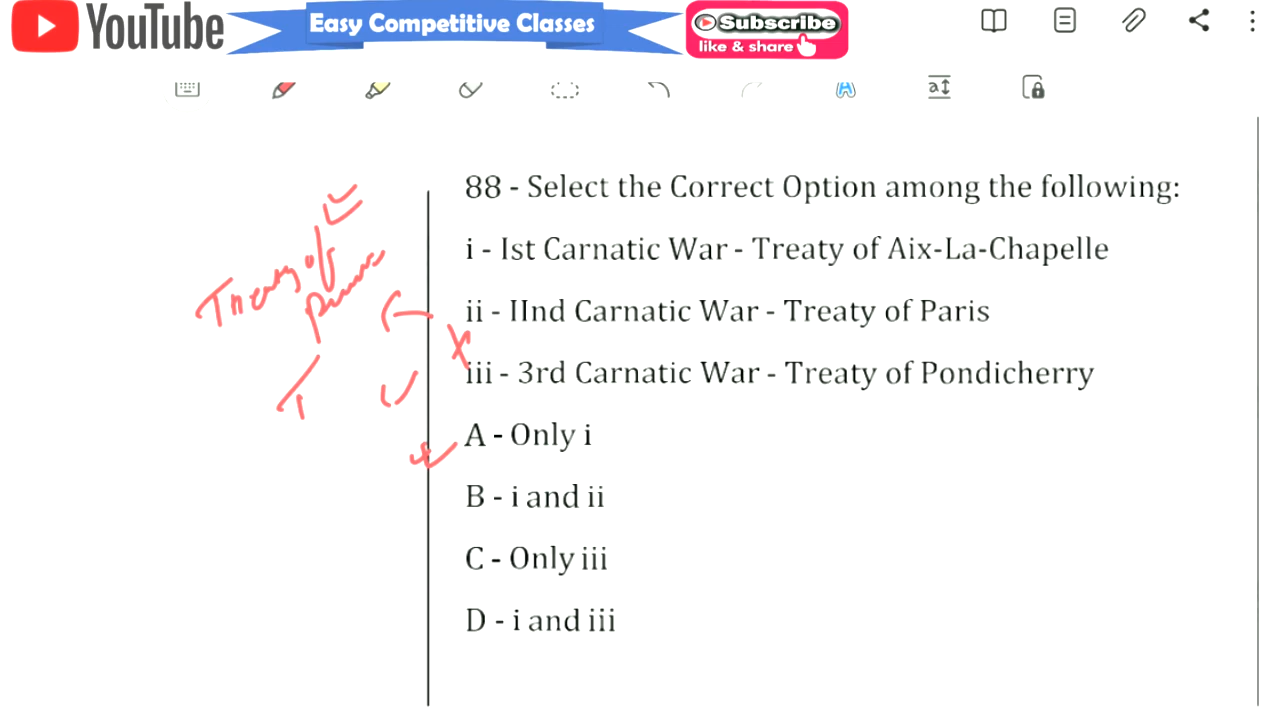 YouTube
Easy Competitive Classes
Subscribe
like & share
88 - Select the Correct Option among the following:
i - Ist Carnatic War - Treaty of Aix-La-Chapelle
ii - IInd Carnatic War - Treaty of Paris
iii - 3rd Carnatic War - Treaty of Pondicherry
A - Only i
B - i and ii
C - Only iii
D - i and iii
Treaty of